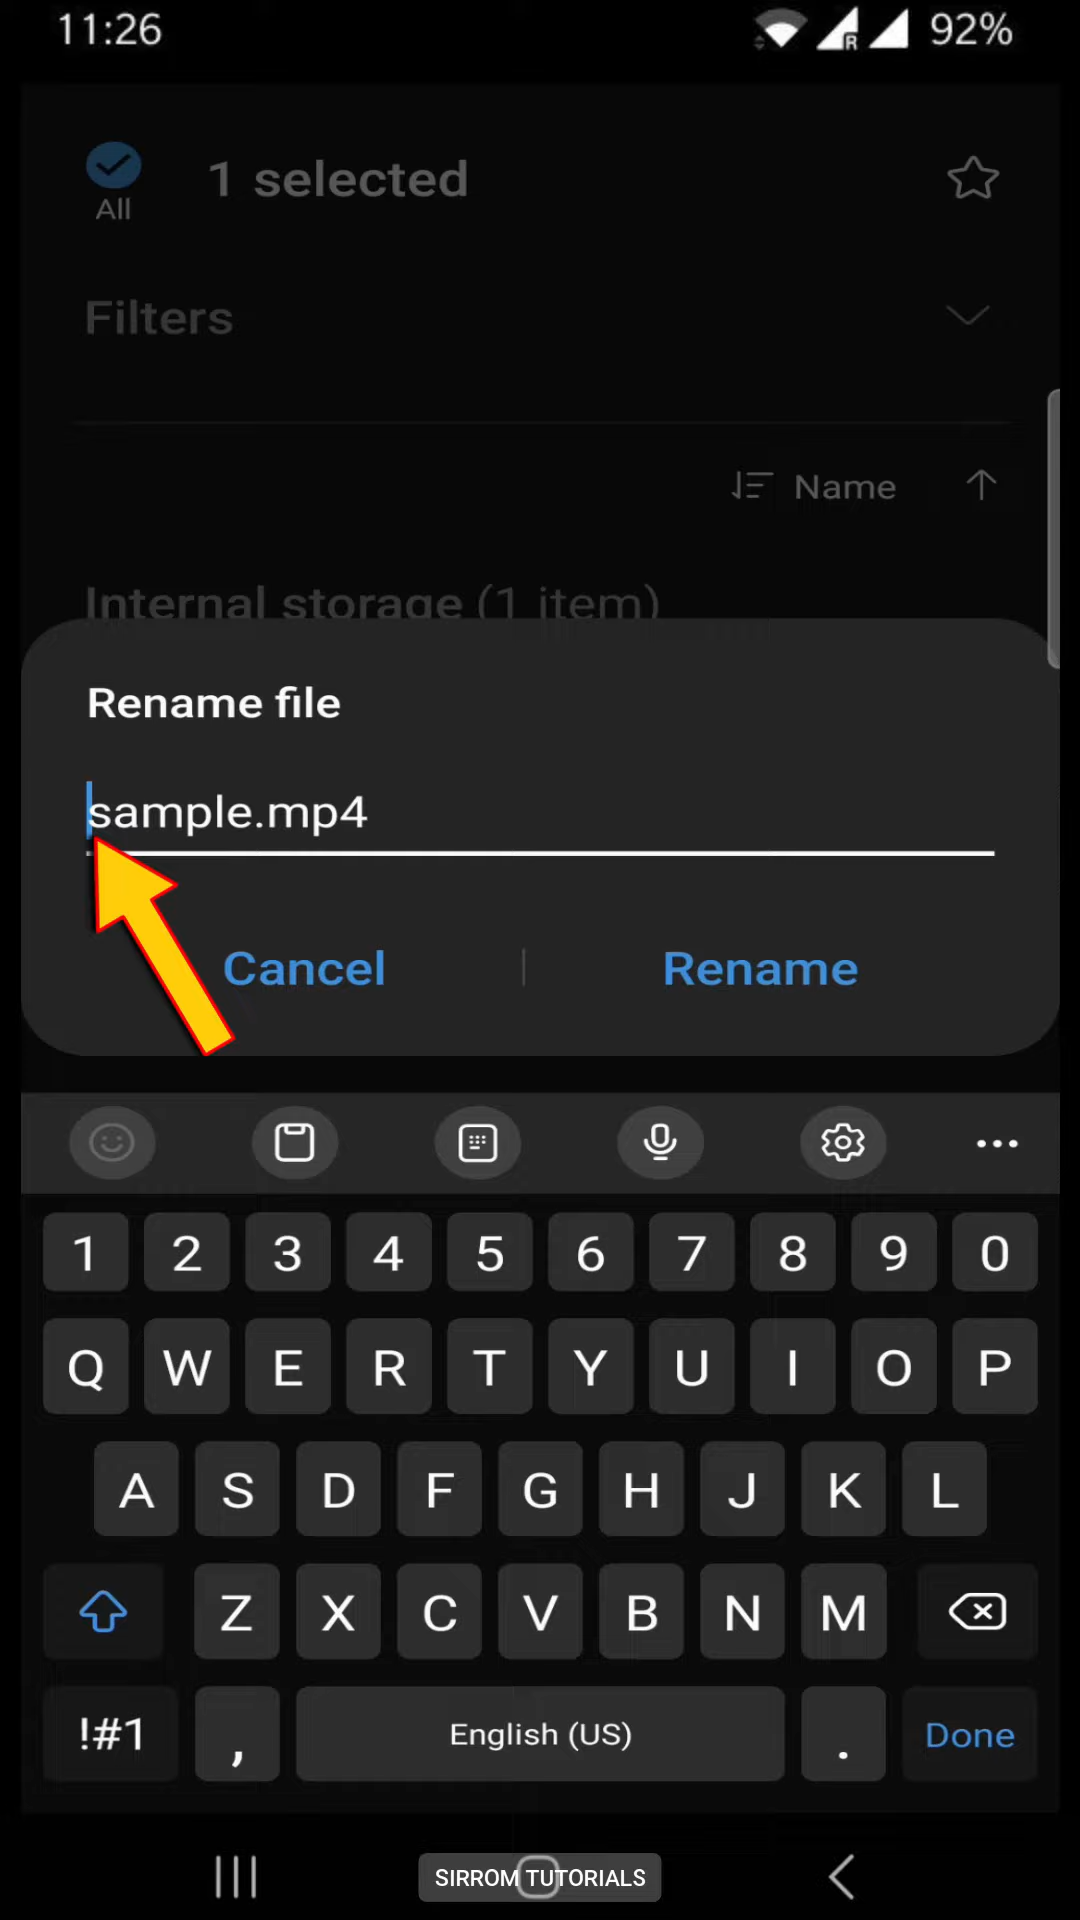 11:26 R 92%
All
1 selected
Filters
Name
Internal storage (1 item)
Rename file
sample.mp4
Cancel Rename
1 2 3 4 5 6 7 8 9 0
Q W E R T Y U I O P
A S D F G H J K L
Z X C V B N M
!#1 , English (US) . Done
SIRROM TUTORIALS